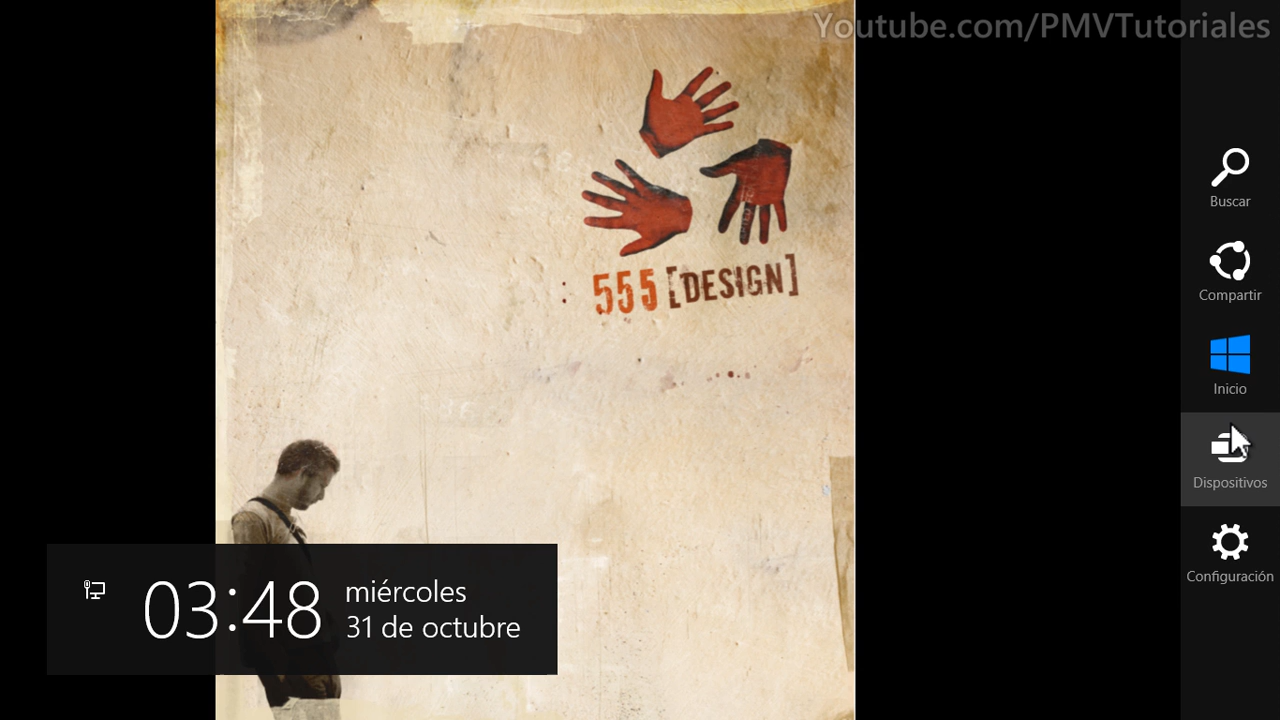 Youtube.com/PMVTutoriales
555 [DESIGN]
Buscar
Compartir
Inicio
Dispositivos
Configuración
03:48
miércoles
31 de octubre